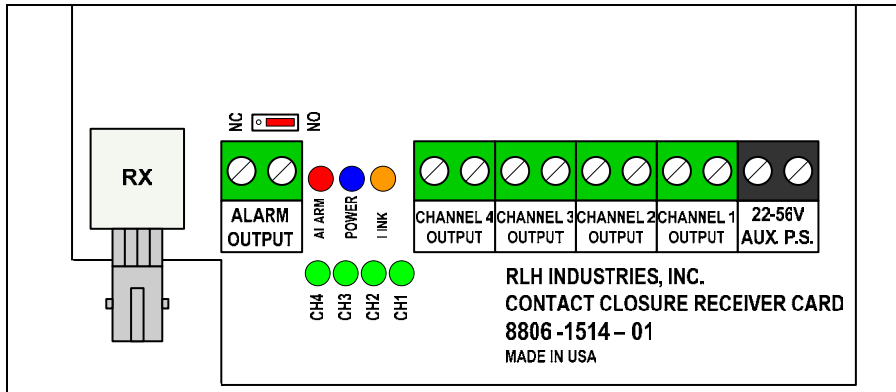 NC
NO
RX
ALARM
OUTPUT
ALARM
POWER
LINK
CHANNEL 4
OUTPUT
CHANNEL 3
OUTPUT
CHANNEL 2
OUTPUT
CHANNEL 1
OUTPUT
22-56V
AUX. P.S.
CH4
CH3
CH2
CH1
RLH INDUSTRIES, INC.
CONTACT CLOSURE RECEIVER CARD
8806 -1514 – 01
MADE IN USA